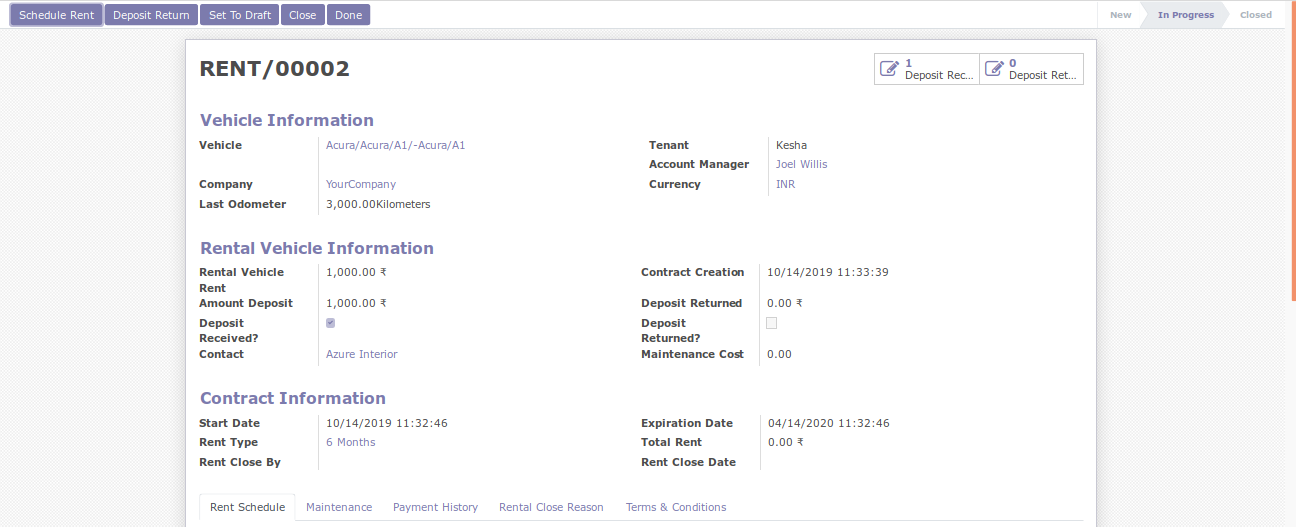 Schedule Rent Deposit Return Set To Draft Close Done New In Progress Closed
RENT/00002
1 Deposit Rec... 0 Deposit Ret...
Vehicle Information
Vehicle Acura/Acura/A1/-Acura/A1 Tenant Kesha
Account Manager Joel Willis
Company YourCompany Currency INR
Last Odometer 3,000.00Kilometers
Rental Vehicle Information
Rental Vehicle Rent 1,000.00 ₹ Contract Creation 10/14/2019 11:33:39
Amount Deposit 1,000.00 ₹ Deposit Returned 0.00 ₹
Deposit Received? Deposit Returned?
Contact Azure Interior Maintenance Cost 0.00
Contract Information
Start Date 10/14/2019 11:32:46 Expiration Date 04/14/2020 11:32:46
Rent Type 6 Months Total Rent 0.00 ₹
Rent Close By Rent Close Date
Rent Schedule Maintenance Payment History Rental Close Reason Terms & Conditions